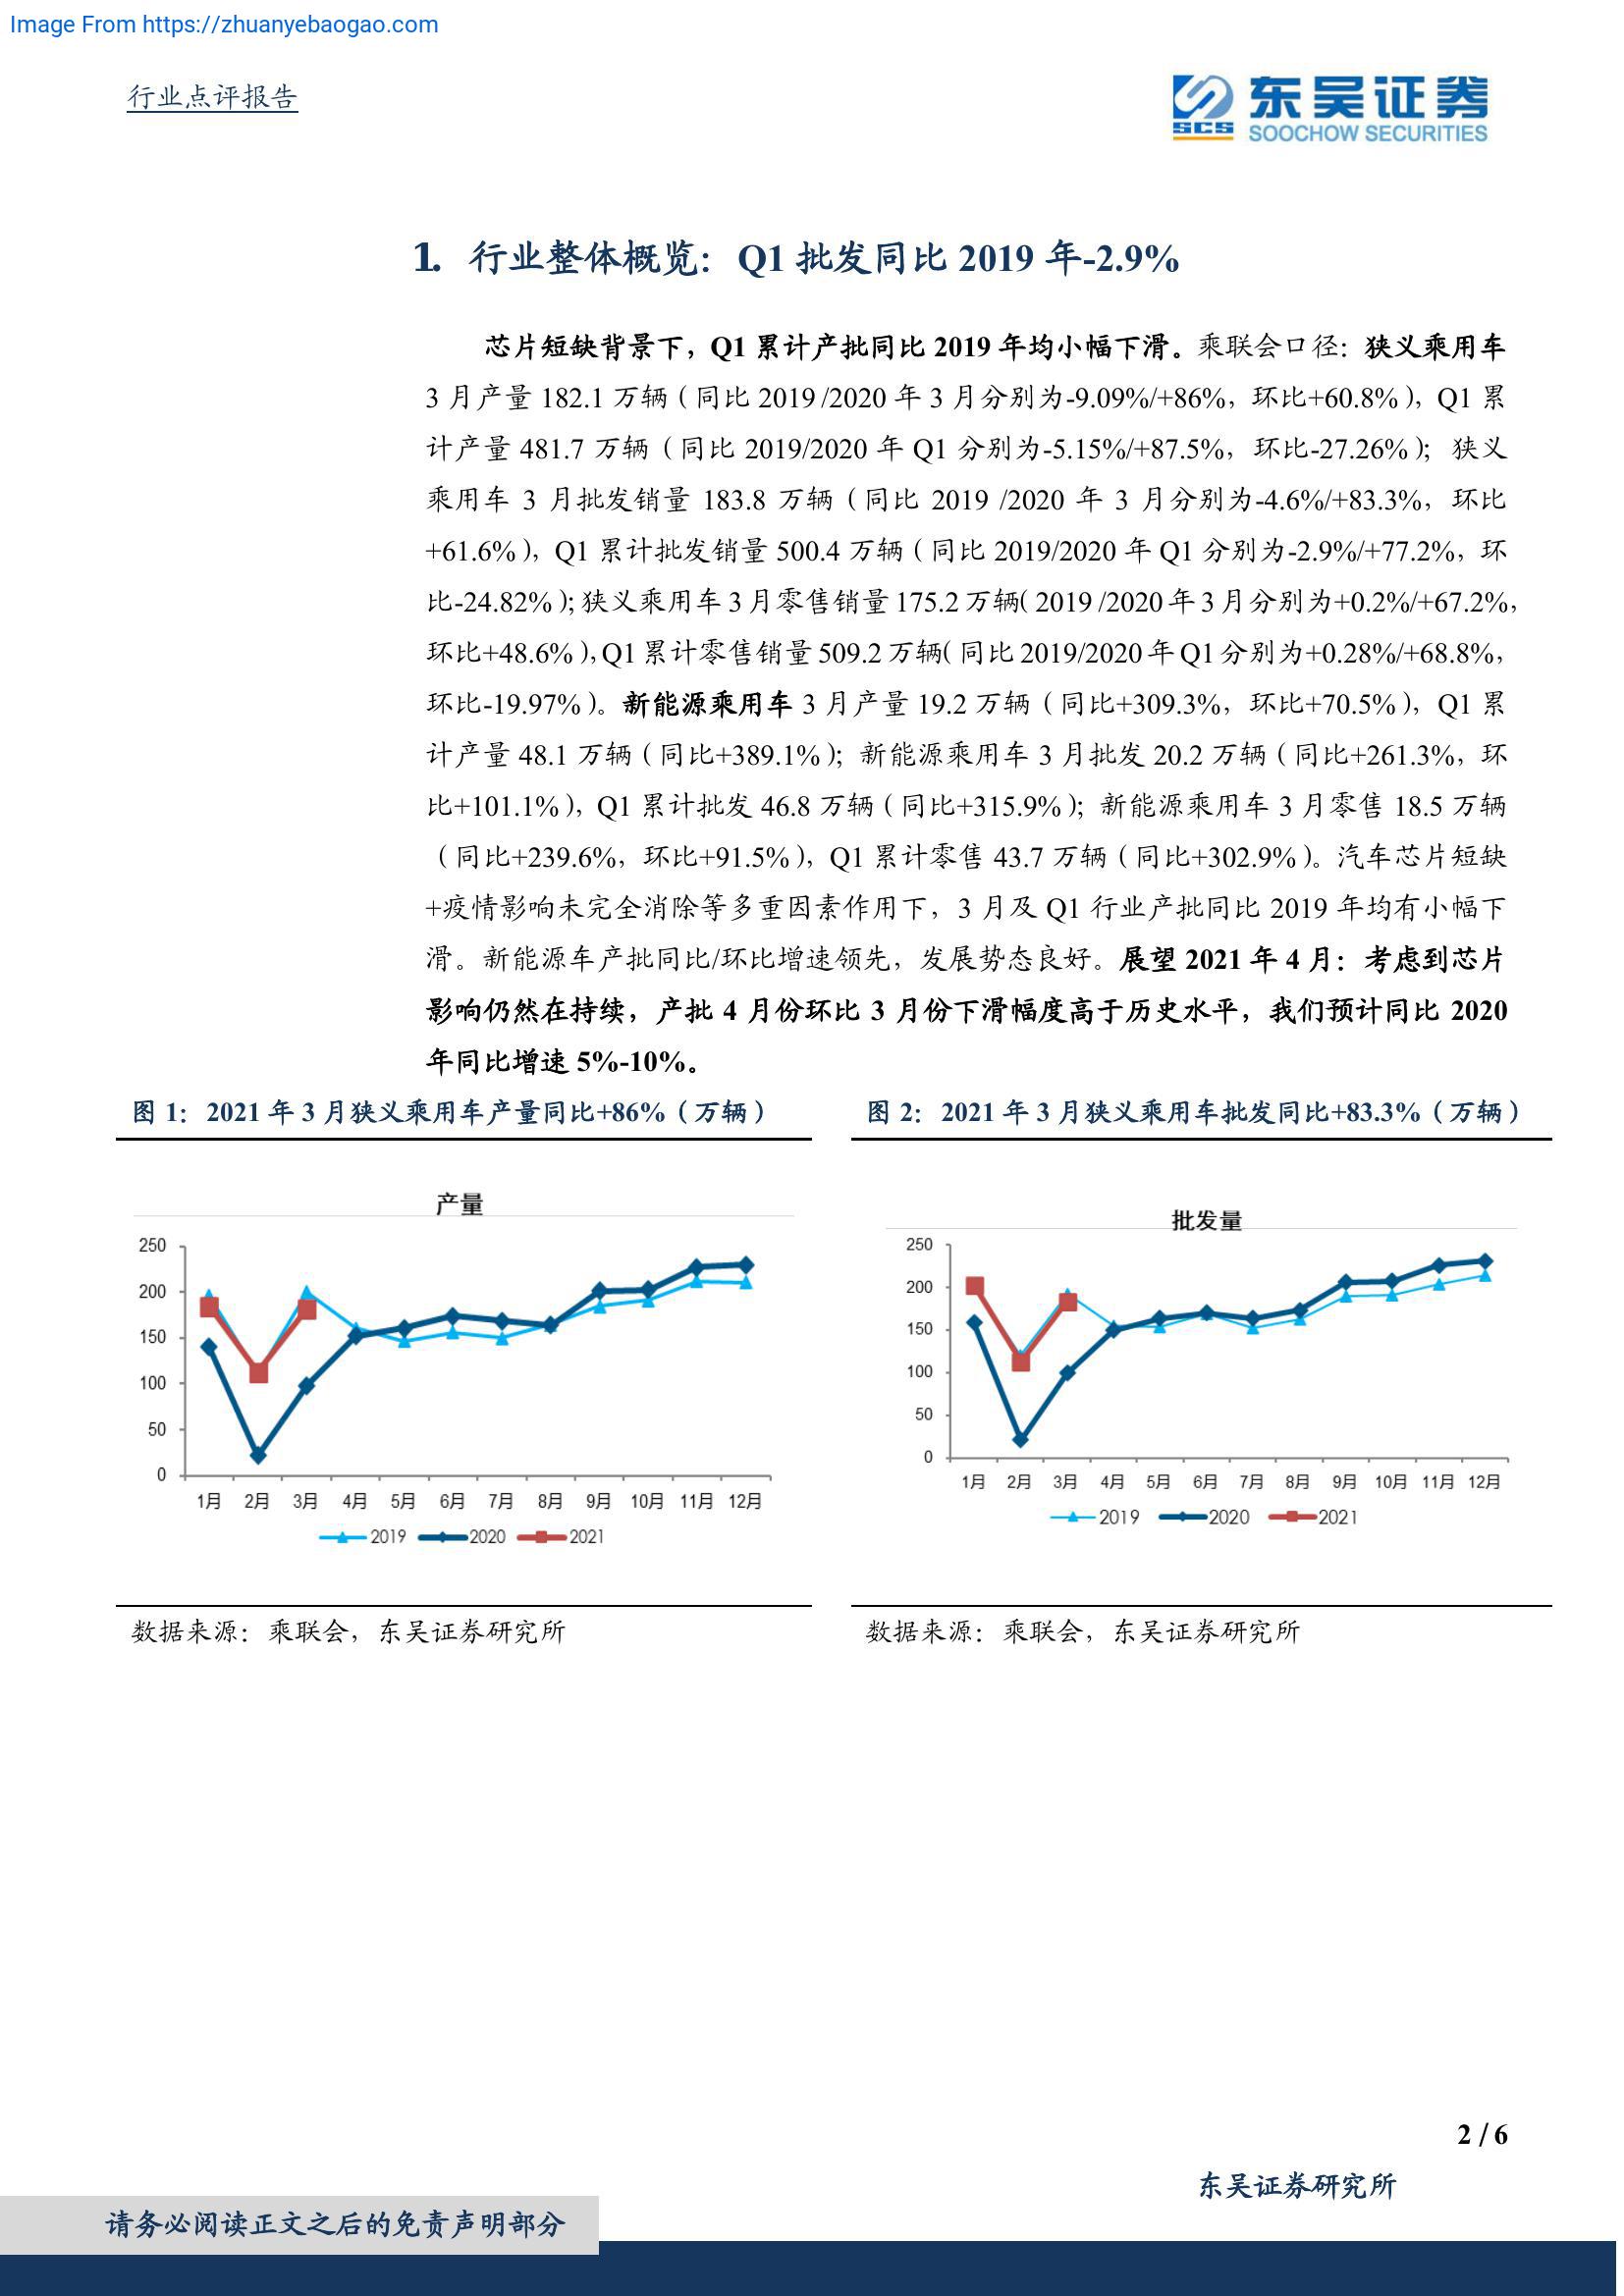 Image From https://zhuanyebaogao.com
行业点评报告
东吴证券
SCS
SOOCHOW SECURITIES
1. 行业整体概览：Q1 批发同比 2019 年-2.9%
芯片短缺背景下，Q1 累计产批同比 2019 年均小幅下滑。乘联会口径：狭义乘用车
3 月产量 182.1 万辆（同比 2019 /2020 年 3 月分别为-9.09%/+86%，环比+60.8%），Q1 累
计产量 481.7 万辆（同比 2019/2020 年 Q1 分别为-5.15%/+87.5%，环比-27.26%）；狭义
乘用车 3 月批发销量 183.8 万辆（同比 2019 /2020 年 3 月分别为-4.6%/+83.3%，环比
+61.6%），Q1 累计批发销量 500.4 万辆（同比 2019/2020 年 Q1 分别为-2.9%/+77.2%，环
比-24.82%）；狭义乘用车 3 月零售销量 175.2 万辆（2019 /2020 年 3 月分别为+0.2%/+67.2%，
环比+48.6%），Q1 累计零售销量 509.2 万辆（同比 2019/2020 年 Q1 分别为+0.28%/+68.8%，
环比-19.97%）。新能源乘用车 3 月产量 19.2 万辆（同比+309.3%，环比+70.5%），Q1 累
计产量 48.1 万辆（同比+389.1%）；新能源乘用车 3 月批发 20.2 万辆（同比+261.3%，环
比+101.1%），Q1 累计批发 46.8 万辆（同比+315.9%）；新能源乘用车 3 月零售 18.5 万辆
（同比+239.6%，环比+91.5%），Q1 累计零售 43.7 万辆（同比+302.9%）。汽车芯片短缺
+疫情影响未完全消除等多重因素作用下，3 月及 Q1 行业产批同比 2019 年均有小幅下
滑。新能源车产批同比/环比增速领先，发展势态良好。展望 2021 年 4 月：考虑到芯片
影响仍然在持续，产批 4 月份环比 3 月份下滑幅度高于历史水平，我们预计同比 2020
年同比增速 5%-10%。
图 1：2021 年 3 月狭义乘用车产量同比+86%（万辆）
产量
250
200
150
100
50
0
1月 2月 3月 4月 5月 6月 7月 8月 9月 10月 11月 12月
2019 2020 2021
数据来源：乘联会，东吴证券研究所
图 2：2021 年 3 月狭义乘用车批发同比+83.3%（万辆）
批发量
250
200
150
100
50
0
1月 2月 3月 4月 5月 6月 7月 8月 9月 10月 11月 12月
2019 2020 2021
数据来源：乘联会，东吴证券研究所
2 / 6
东吴证券研究所
请务必阅读正文之后的免责声明部分